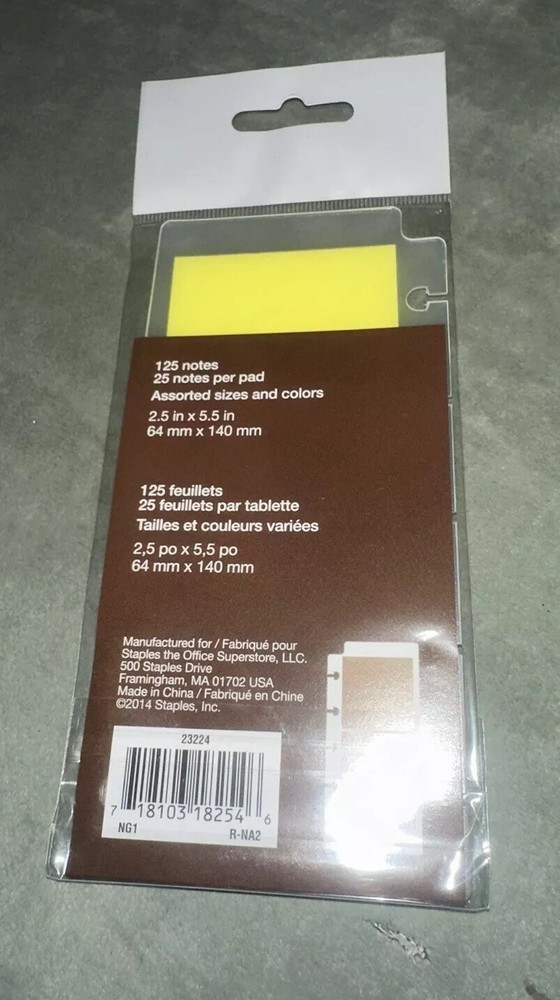 125 notes
25 notes per pad
Assorted sizes and colors
2.5 in x 5.5 in
64 mm x 140 mm
125 feuillets
25 feuillets par tablette
Tailles et couleurs variées
2,5 po x 5,5 po
64 mm x 140 mm
Manufactured for / Fabriqué pour
Staples the Office Superstore, LLC.
500 Staples Drive
Framingham, MA 01702 USA
Made in China / Fabriqué en Chine
©2014 Staples, Inc.
23224
7 18103 18254 6
NG1 R-NA2